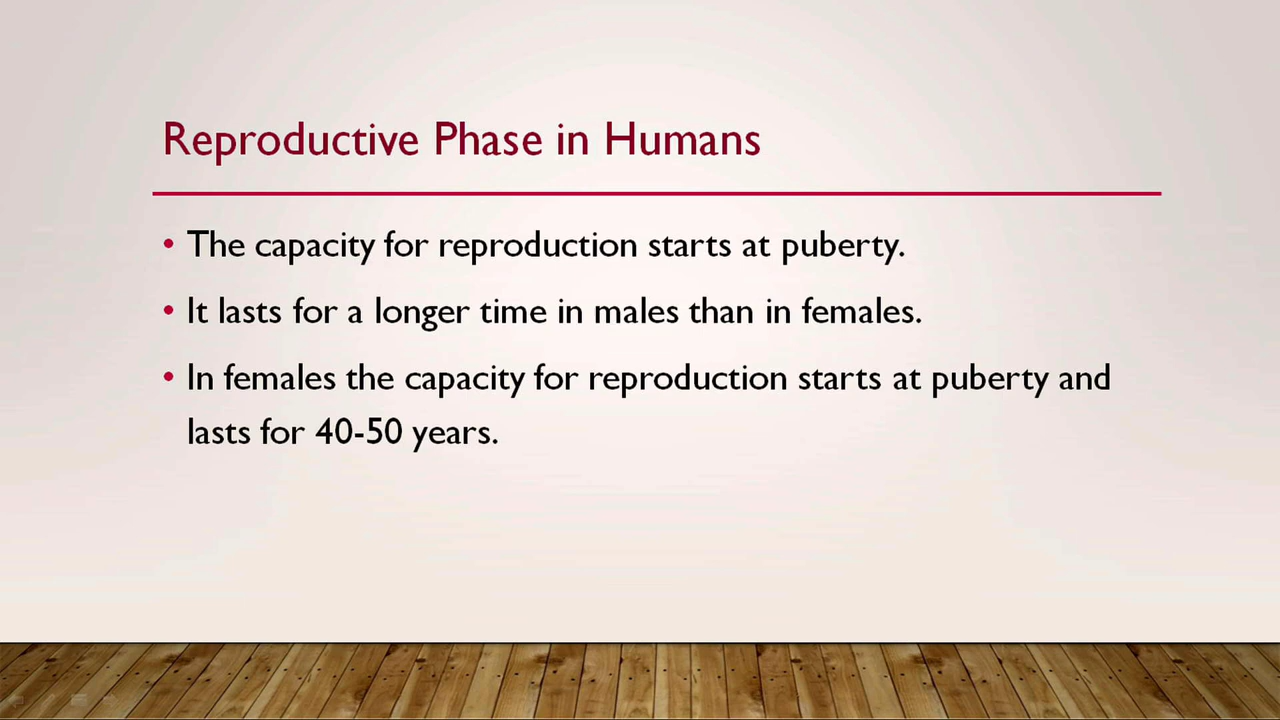 Reproductive Phase in Humans
• The capacity for reproduction starts at puberty.
• It lasts for a longer time in males than in females.
• In females the capacity for reproduction starts at puberty and
lasts for 40-50 years.